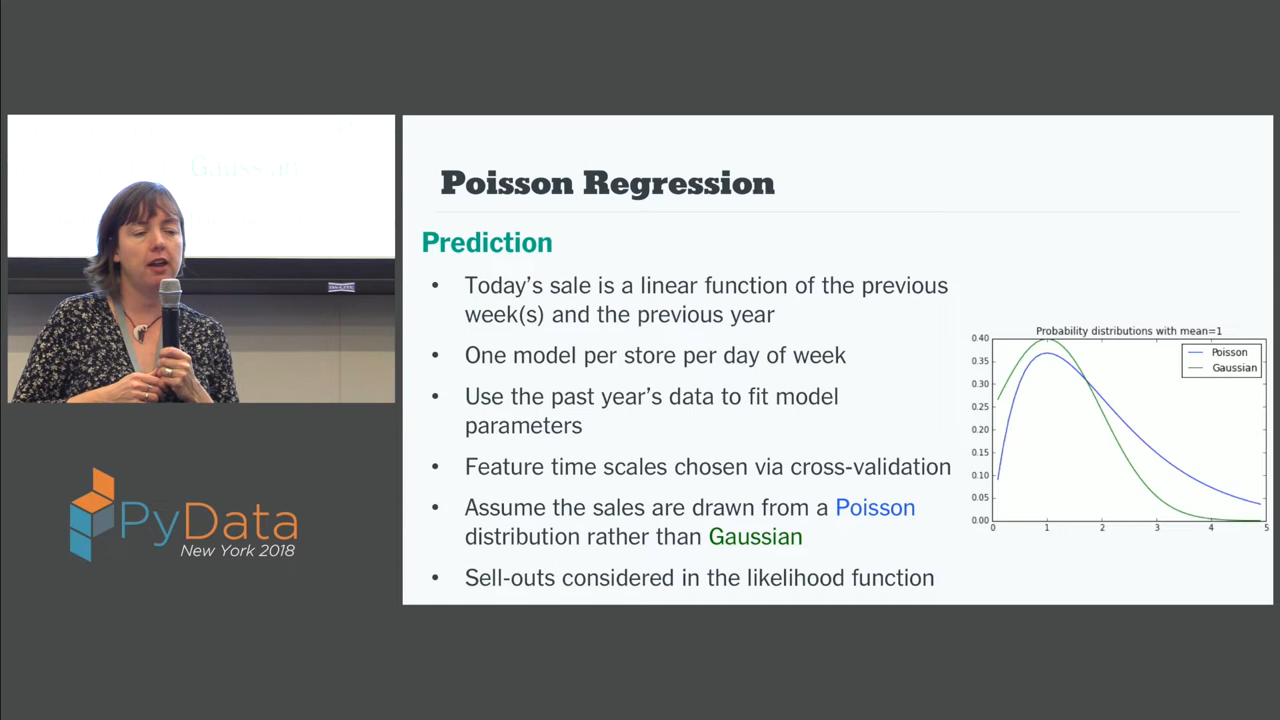 Gaussian
Poisson Regression
Prediction
• Today's sale is a linear function of the previous
week(s) and the previous year
• One model per store per day of week
• Use the past year's data to fit model
parameters
• Feature time scales chosen via cross-validation
• Assume the sales are drawn from a Poisson
distribution rather than Gaussian
• Sell-outs considered in the likelihood function
Probability distributions with mean=1
Poisson
Gaussian
0.40
0.35
0.30
0.25
0.20
0.15
0.10
0.05
0.00
0 1 2 3 4 5
PyData
New York 2018